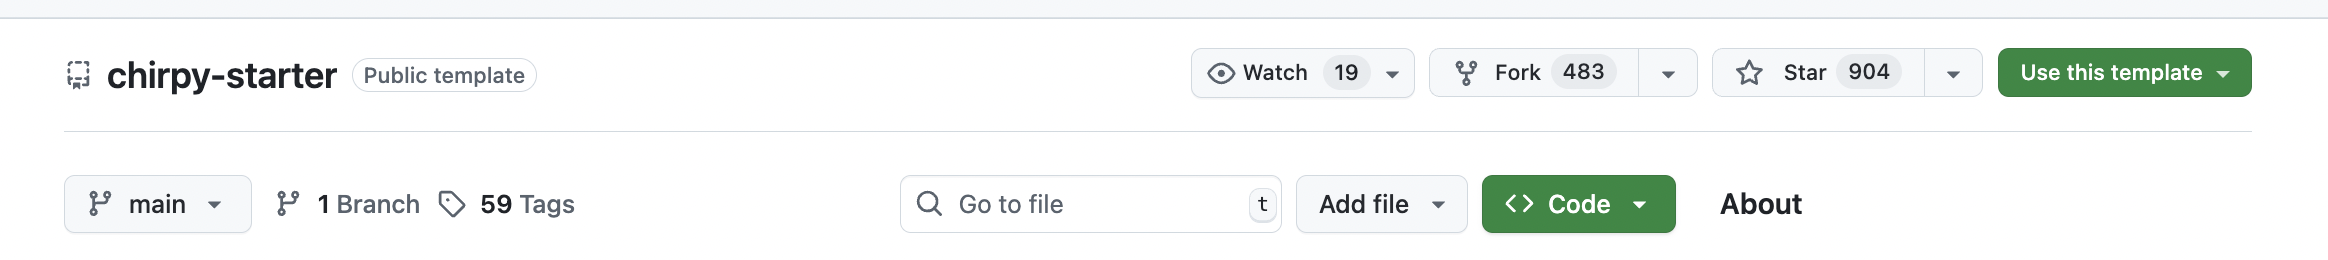 chirpy-starter Public template Watch 19 Fork 483 Star 904 Use this template
main 1 Branch 59 Tags Go to file t Add file Code About